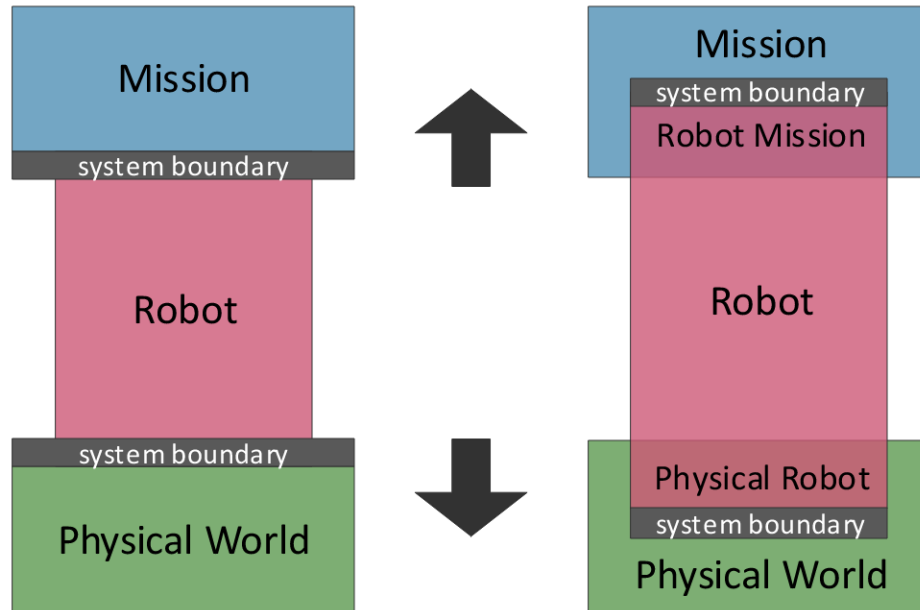 Mission
system boundary
Robot
system boundary
Physical World
Mission
system boundary
Robot Mission
Robot
Physical Robot
system boundary
Physical World